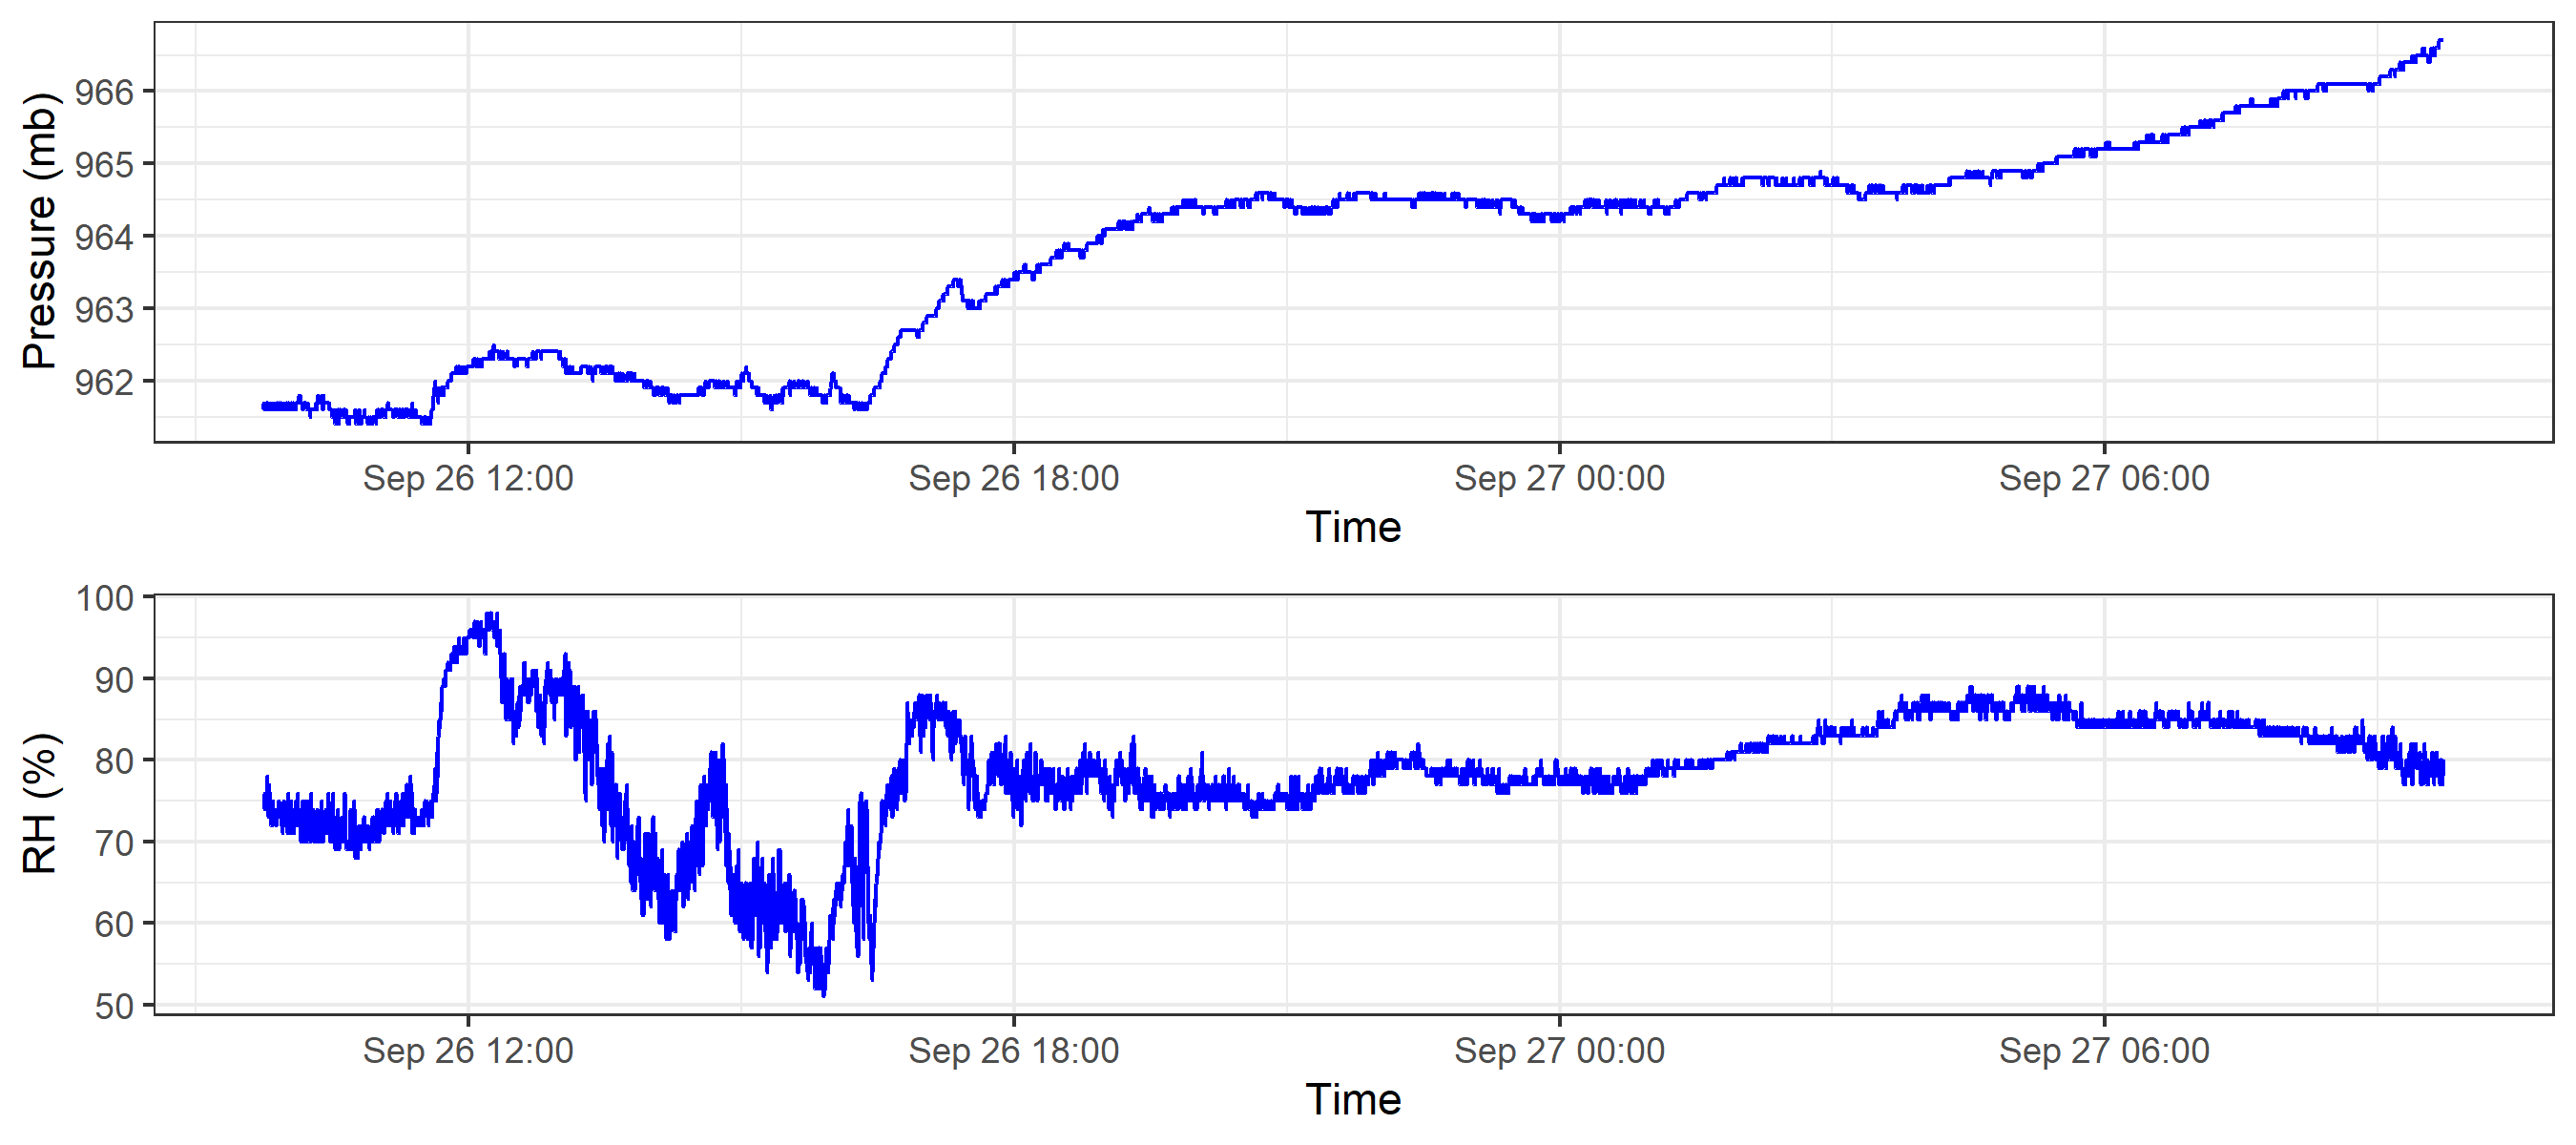 Pressure (mb)
966
965
964
963
962
Sep 26 12:00
Sep 26 18:00
Sep 27 00:00
Sep 27 06:00
Time
RH (%)
100
90
80
70
60
50
Sep 26 12:00
Sep 26 18:00
Sep 27 00:00
Sep 27 06:00
Time